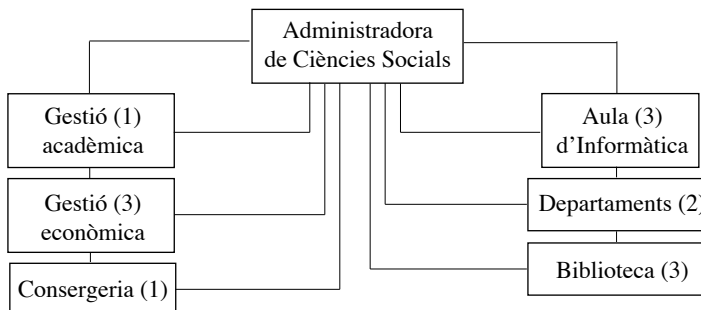 Administradora
de Ciències Socials
Gestió (1)
acadèmica
Gestió (3)
econòmica
Consergeria (1)
Aula (3)
d’Informàtica
Departaments (2)
Biblioteca (3)